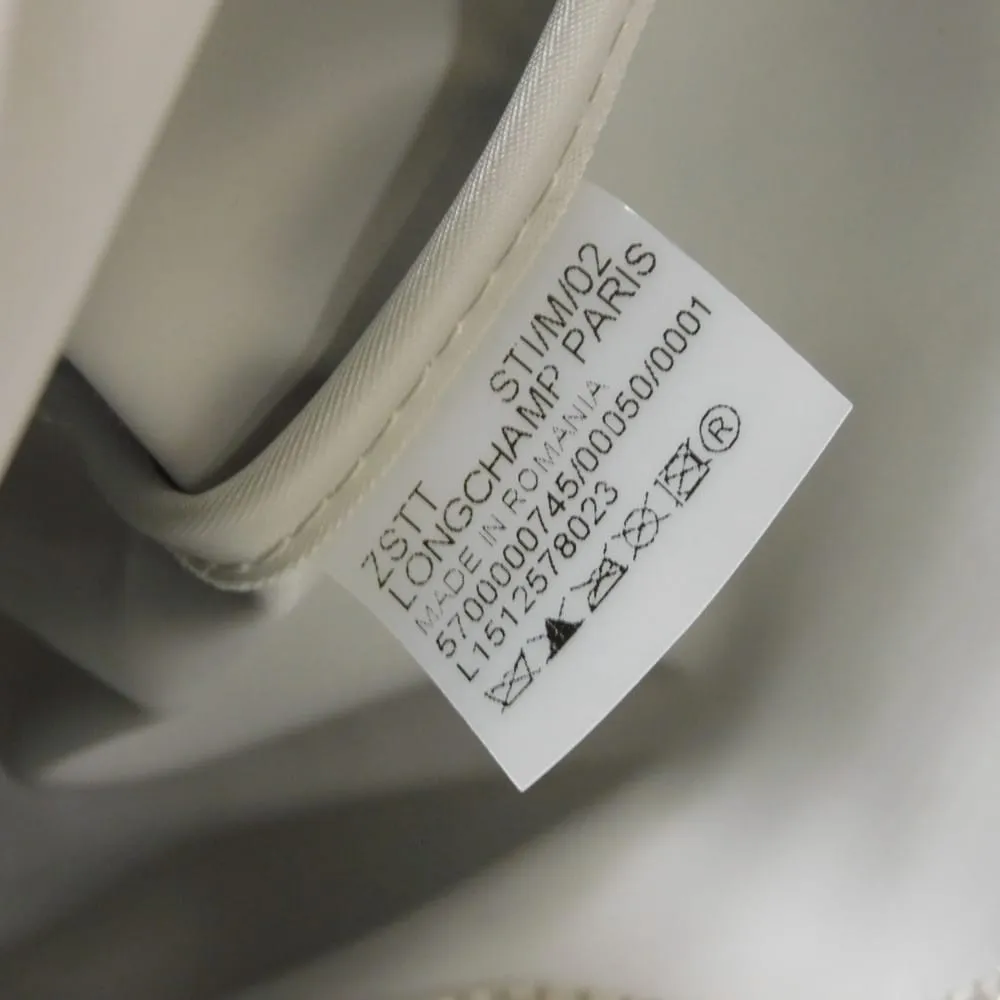 ZSTT STI/M/02
LONGCHAMP PARIS
MADE IN ROMANIA
5700000745/00050/0001
L1512578023
Ⓡ